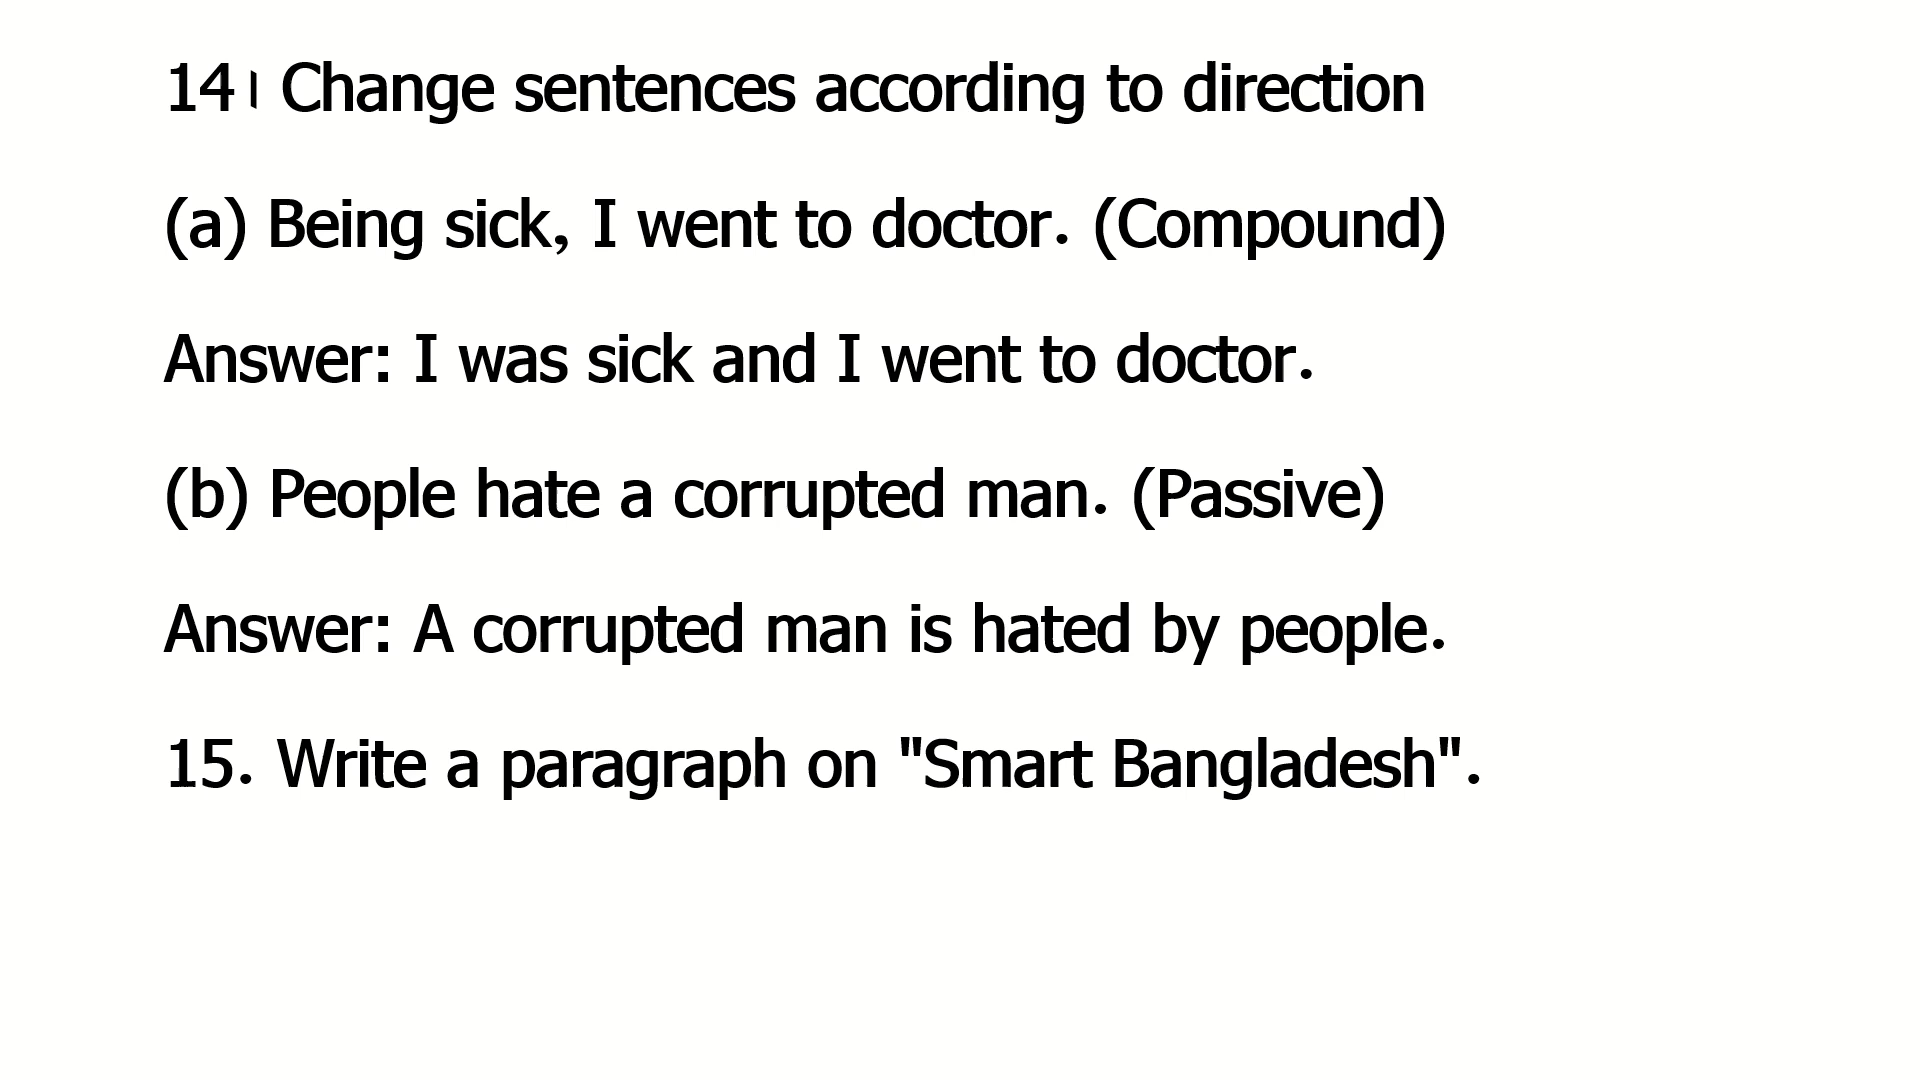 14। Change sentences according to direction
(a) Being sick, I went to doctor. (Compound)
Answer: I was sick and I went to doctor.
(b) People hate a corrupted man. (Passive)
Answer: A corrupted man is hated by people.
15. Write a paragraph on "Smart Bangladesh".